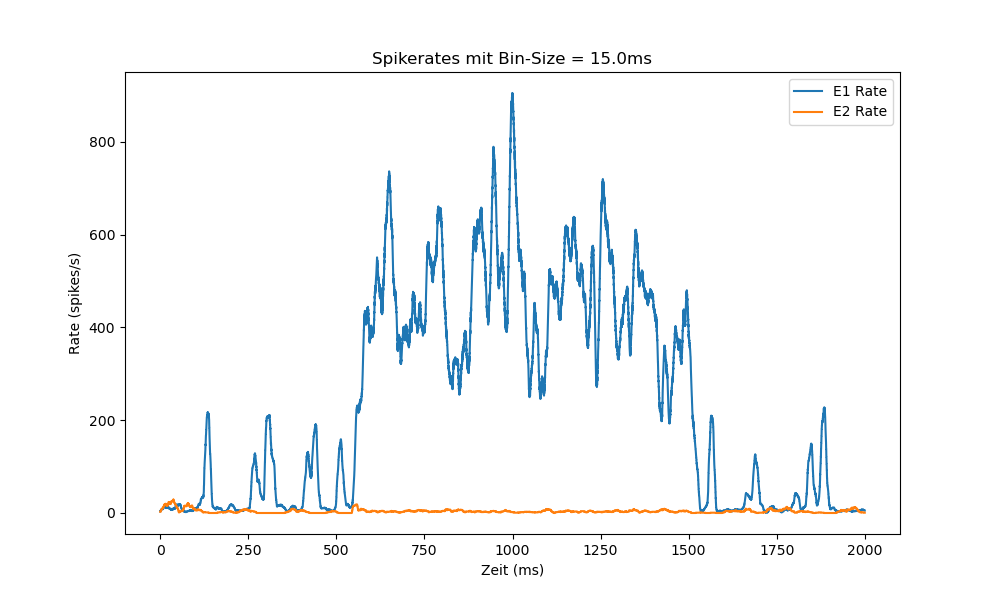 Spikerates mit Bin-Size = 15.0ms
E1 Rate
E2 Rate
800
600
400
200
0
Rate (spikes/s)
0 250 500 750 1000 1250 1500 1750 2000
Zeit (ms)